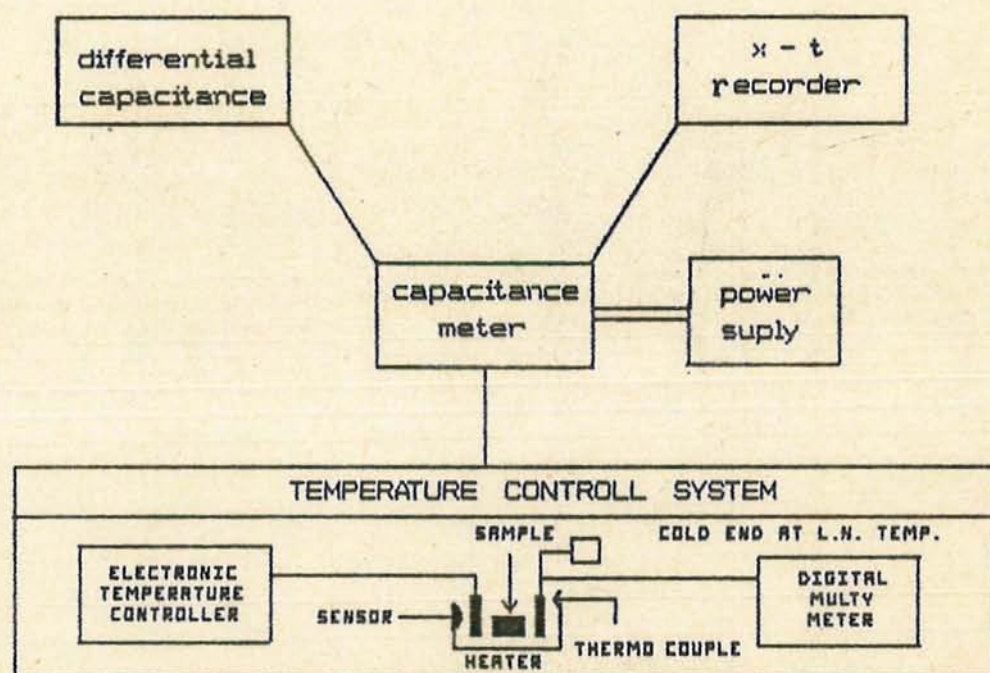 differential
capacitance
x - t
recorder
capacitance
meter
power
suply
TEMPERATURE CONTROLL SYSTEM
SAMPLE
COLD END AT L.N. TEMP.
ELECTRONIC
TEMPERATURE
CONTROLLER
SENSOR
HEATER
THERMO COUPLE
DIGITAL
MULTY
METER